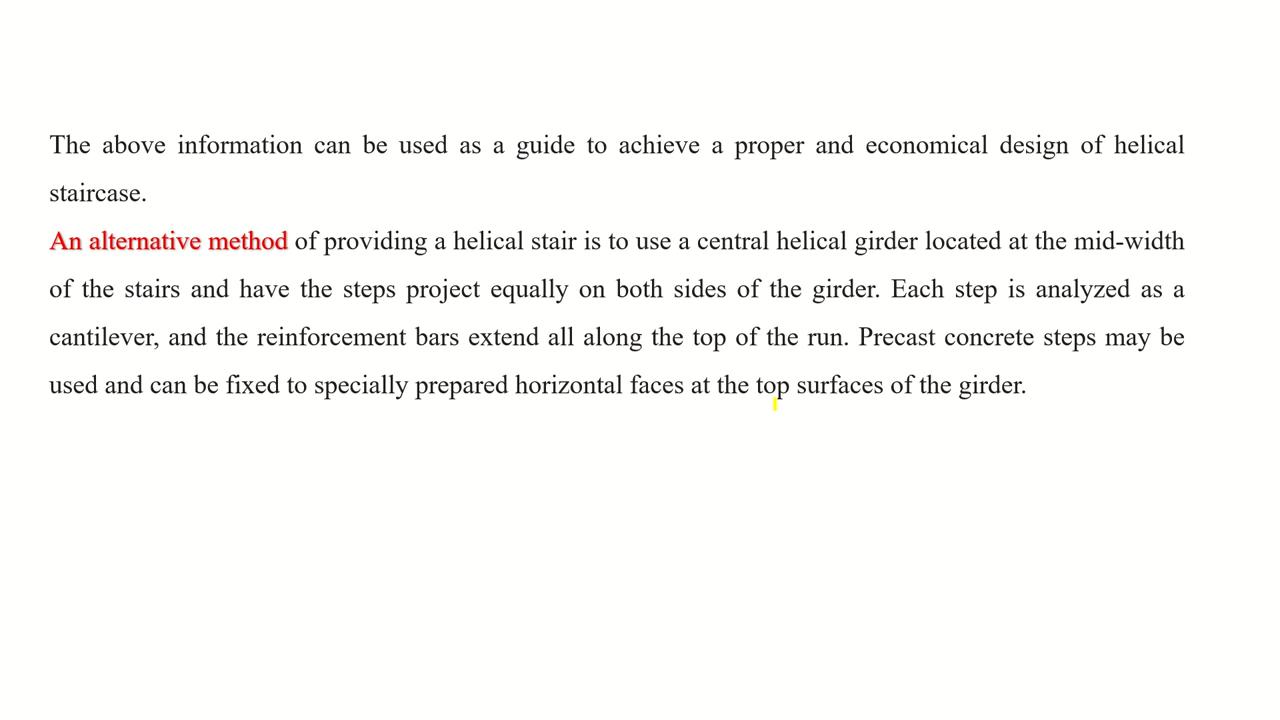 The above information can be used as a guide to achieve a proper and economical design of helical
staircase.
An alternative method of providing a helical stair is to use a central helical girder located at the mid-width
of the stairs and have the steps project equally on both sides of the girder. Each step is analyzed as a
cantilever, and the reinforcement bars extend all along the top of the run. Precast concrete steps may be
used and can be fixed to specially prepared horizontal faces at the top surfaces of the girder.